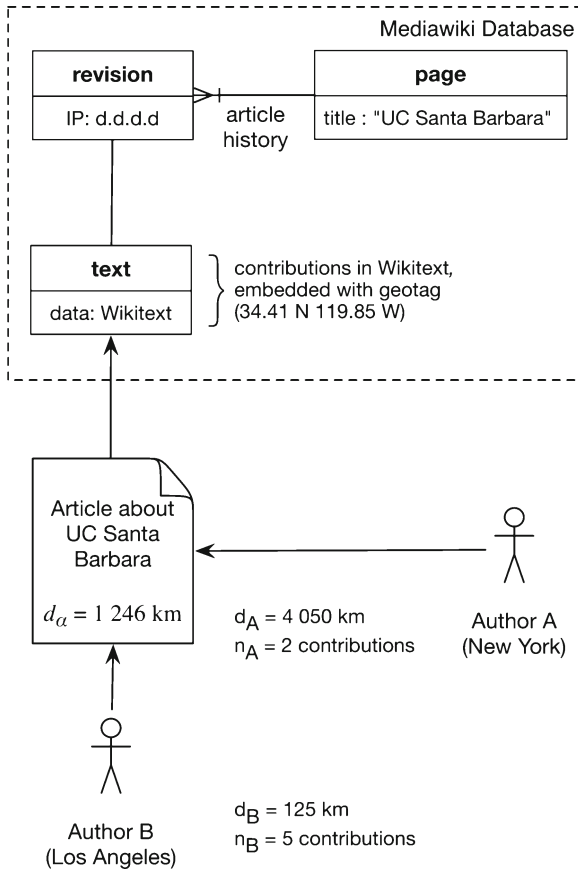 Mediawiki Database
revision
IP: d.d.d.d
page
title : "UC Santa Barbara"
article
history
text
data: Wikitext
contributions in Wikitext,
embedded with geotag
(34.41 N 119.85 W)
Article about
UC Santa
Barbara
dα = 1 246 km
Author A
(New York)
dA = 4 050 km
nA = 2 contributions
Author B
(Los Angeles)
dB = 125 km
nB = 5 contributions